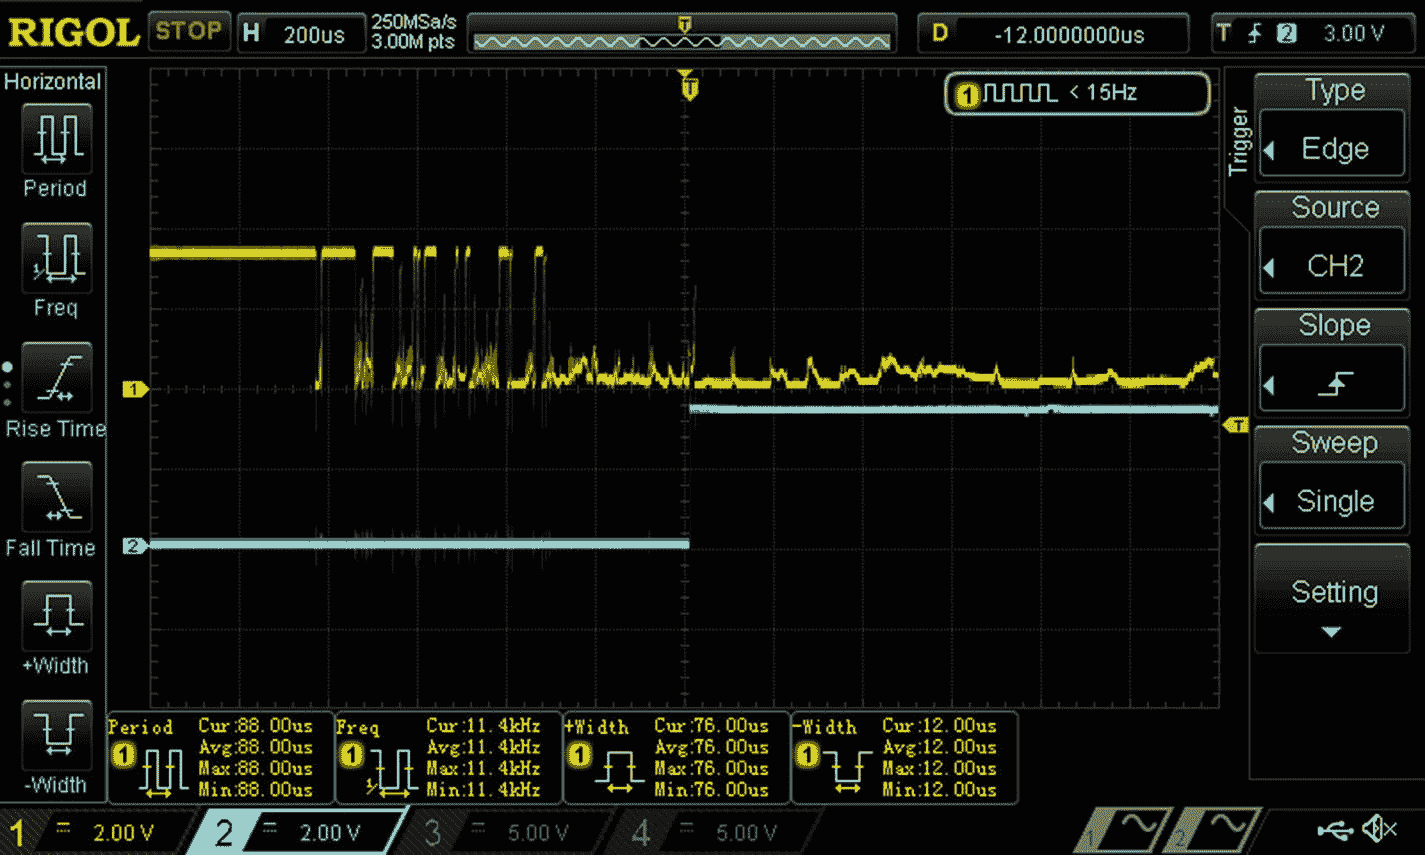 RIGOL STOP H 200us 250MSa/s
3.00M pts
T
D -12.0000000us
T 2 3.00 V
Horizontal
Period
Freq
Rise Time
Fall Time
+Width
-Width
T
1 < 15Hz
1
2
T
Trigger
Type
Edge
Source
CH2
Slope
Sweep
Single
Setting
Period Cur:88.00us
Avg:88.00us
Max:88.00us
Min:88.00us
1
Freq Cur:11.4kHz
Avg:11.4kHz
Max:11.4kHz
Min:11.4kHz
1
+Width Cur:76.00us
Avg:76.00us
Max:76.00us
Min:76.00us
1
-Width Cur:12.00us
Avg:12.00us
Max:12.00us
Min:12.00us
1
1 2.00 V
2 2.00 V
3 5.00 V
4 5.00 V
1
2